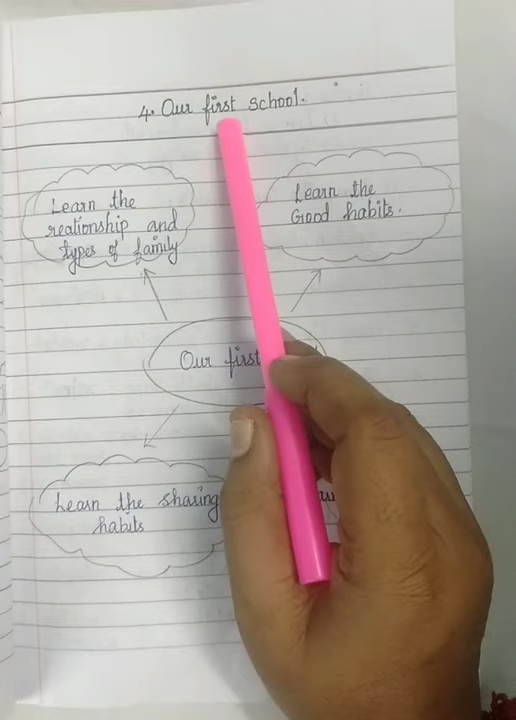 4. Our first school.
Learn the
reationship and
types of family
Learn the
Good habits.
Our first
Learn the sharing
habits